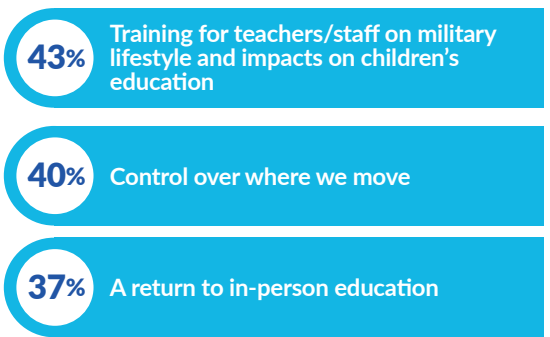 43%
Training for teachers/staff on military
lifestyle and impacts on children’s
education
40%
Control over where we move
37%
A return to in-person education